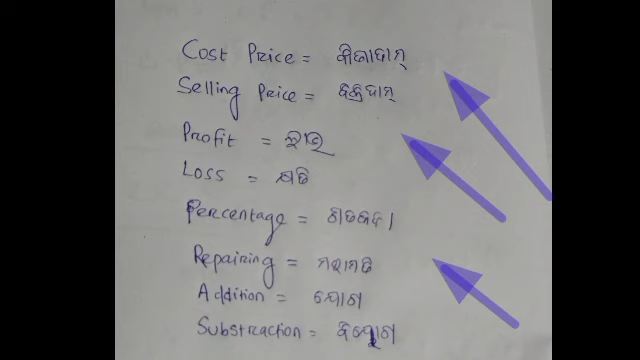 Cost Price = କିଣାଦାମ୍
Selling Price = ବିକ୍ରିଦାମ୍
Profit = ଲାଭ
Loss = କ୍ଷତି
Percentage = ଶତକଡ଼ା
Repairing = ମରାମତି
Addition = ଯୋଗ
Substraction = ବିୟୋଗ